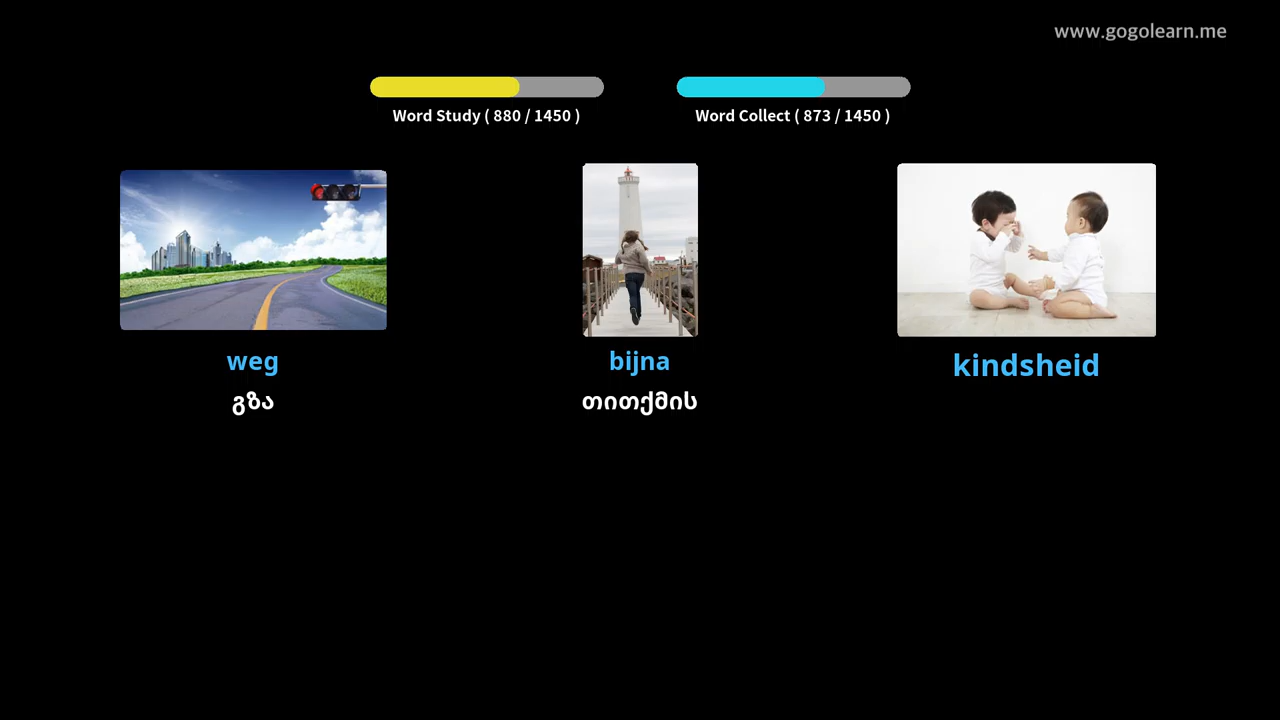 www.gogolearn.me
Word Study ( 880 / 1450 )
Word Collect ( 873 / 1450 )
weg
bijna
kindsheid
გზა
თითქმის